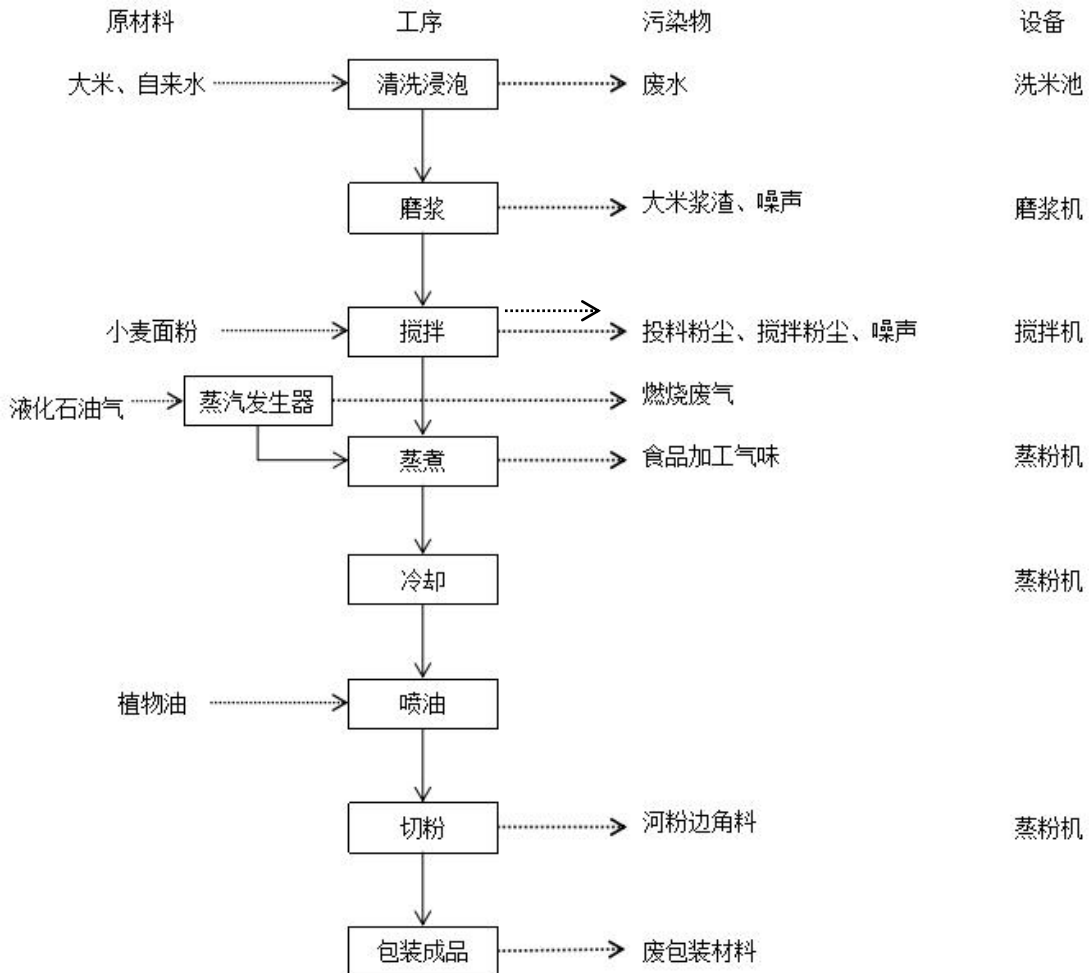 原材料 工序 污染物 设备
大米、自来水 清洗浸泡 废水 洗米池
磨浆 大米浆渣、噪声 磨浆机
小麦面粉 搅拌 投料粉尘、搅拌粉尘、噪声 搅拌机
液化石油气 蒸汽发生器 燃烧废气
蒸煮 食品加工气味 蒸粉机
冷却 蒸粉机
植物油 喷油
切粉 河粉边角料 蒸粉机
包装成品 废包装材料